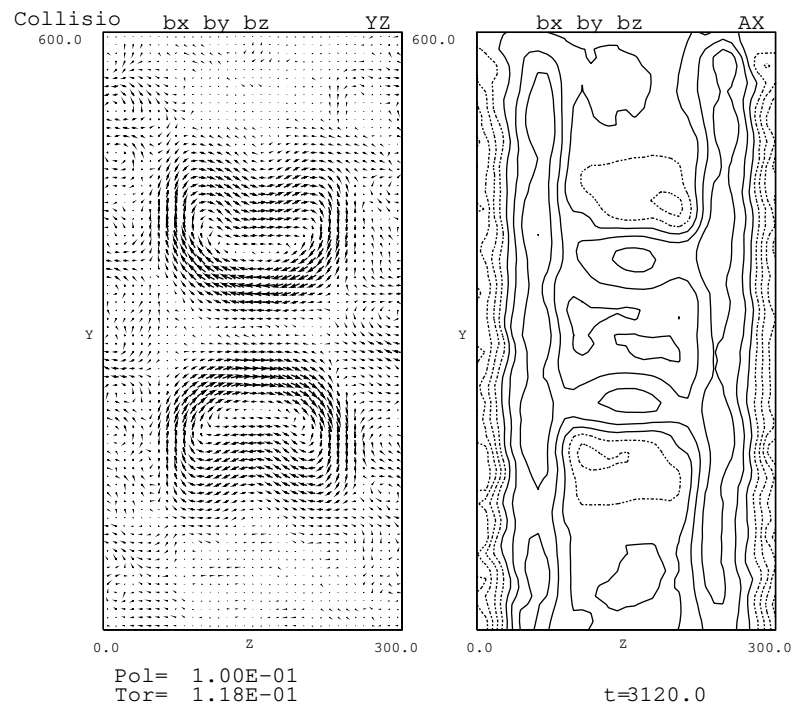 Collisio bx by bz YZ bx by bz AX
600.0 600.0
Y Y
0.0 Z 300.0 0.0 Z 300.0
Pol= 1.00E-01
Tor= 1.18E-01 t=3120.0